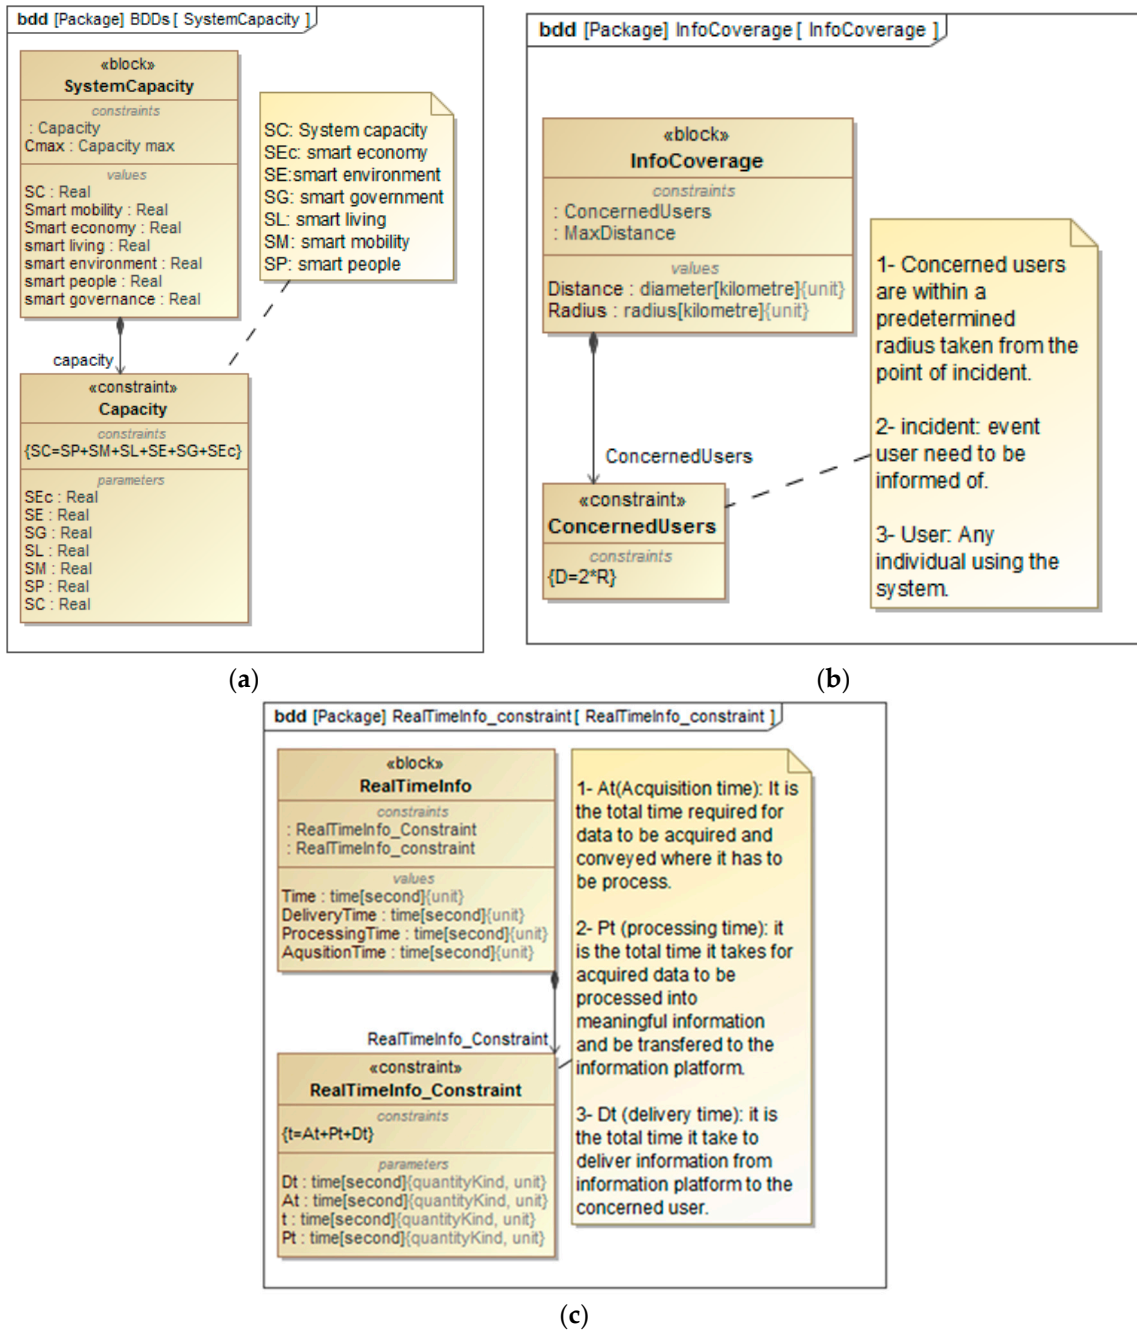 bdd [Package] BDDs [ SystemCapacity ]
«block»
SystemCapacity
constraints
: Capacity
Cmax : Capacity max
values
SC : Real
Smart mobility : Real
Smart economy : Real
smart living : Real
smart environment : Real
smart people : Real
smart governance : Real
SC: System capacity
SEc: smart economy
SE:smart environment
SG: smart government
SL: smart living
SM: smart mobility
SP: smart people
capacity
«constraint»
Capacity
constraints
{SC=SP+SM+SL+SE+SG+SEc}
parameters
SEc : Real
SE : Real
SG : Real
SL : Real
SM : Real
SP : Real
SC : Real
(a)
bdd [Package] InfoCoverage [ InfoCoverage ]
«block»
InfoCoverage
constraints
: ConcernedUsers
: MaxDistance
values
Distance : diameter[kilometre]{unit}
Radius : radius[kilometre]{unit}
ConcernedUsers
«constraint»
ConcernedUsers
constraints
{D=2*R}
1- Concerned users
are within a
predetermined
radius taken from the
point of incident.
2- incident: event
user need to be
informed of.
3- User: Any
individual using the
system.
(b)
bdd [Package] RealTimeInfo_constraint [ RealTimeInfo_constraint ]
«block»
RealTimeInfo
constraints
: RealTimeInfo_Constraint
: RealTimeInfo_constraint
values
Time : time[second]{unit}
DeliveryTime : time[second]{unit}
ProcessingTime : time[second]{unit}
AqusitionTime : time[second]{unit}
RealTimeInfo_Constraint
«constraint»
RealTimeInfo_Constraint
constraints
{t=At+Pt+Dt}
parameters
Dt : time[second]{quantityKind, unit}
At : time[second]{quantityKind, unit}
t : time[second]{quantityKind, unit}
Pt : time[second]{quantityKind, unit}
1- At(Acquisition time): It is
the total time required for
data to be acquired and
conveyed where it has to
be process.
2- Pt (processing time): it
is the total time it takes for
acquired data to be
processed into
meaningful information
and be transfered to the
information platform.
3- Dt (delivery time): it is
the total time it take to
deliver information from
information platform to the
concerned user.
(c)